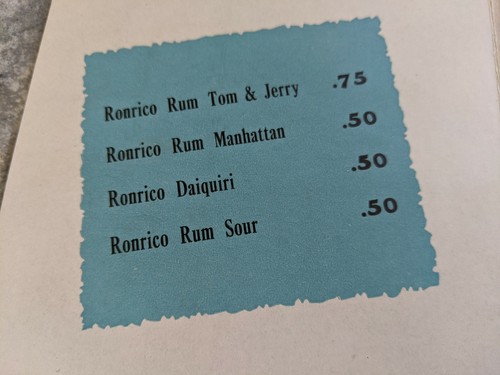 Ronrico Rum Tom & Jerry .75
Ronrico Rum Manhattan .50
Ronrico Daiquiri .50
Ronrico Rum Sour .50